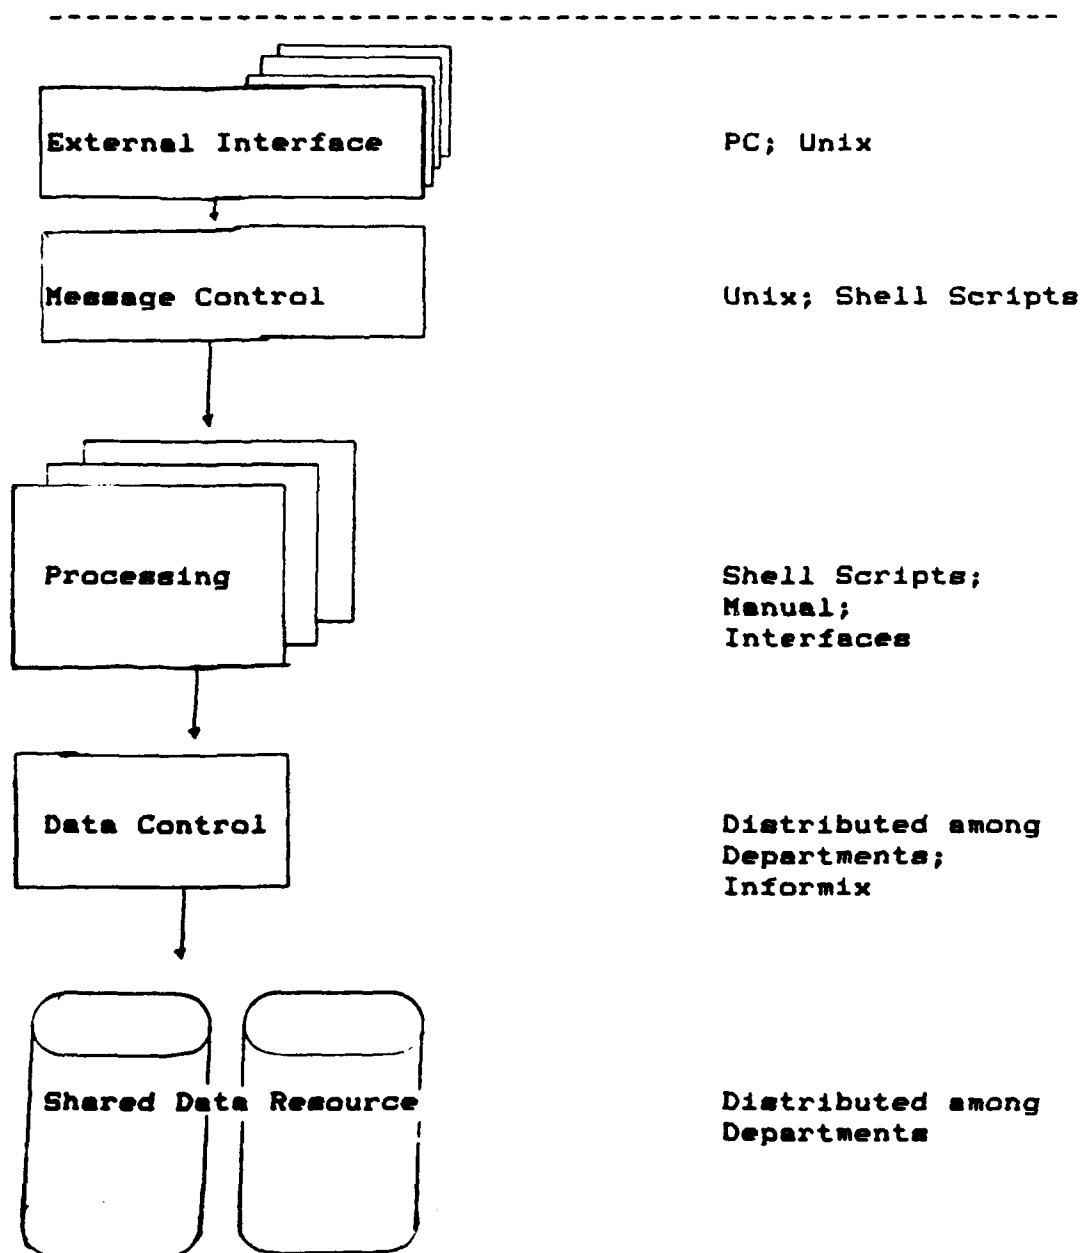 External Interface
PC; Unix
Message Control
Unix; Shell Scripts
Processing
Shell Scripts;
Manual;
Interfaces
Data Control
Distributed among
Departments;
Informix
Shared Data Resource
Distributed among
Departments